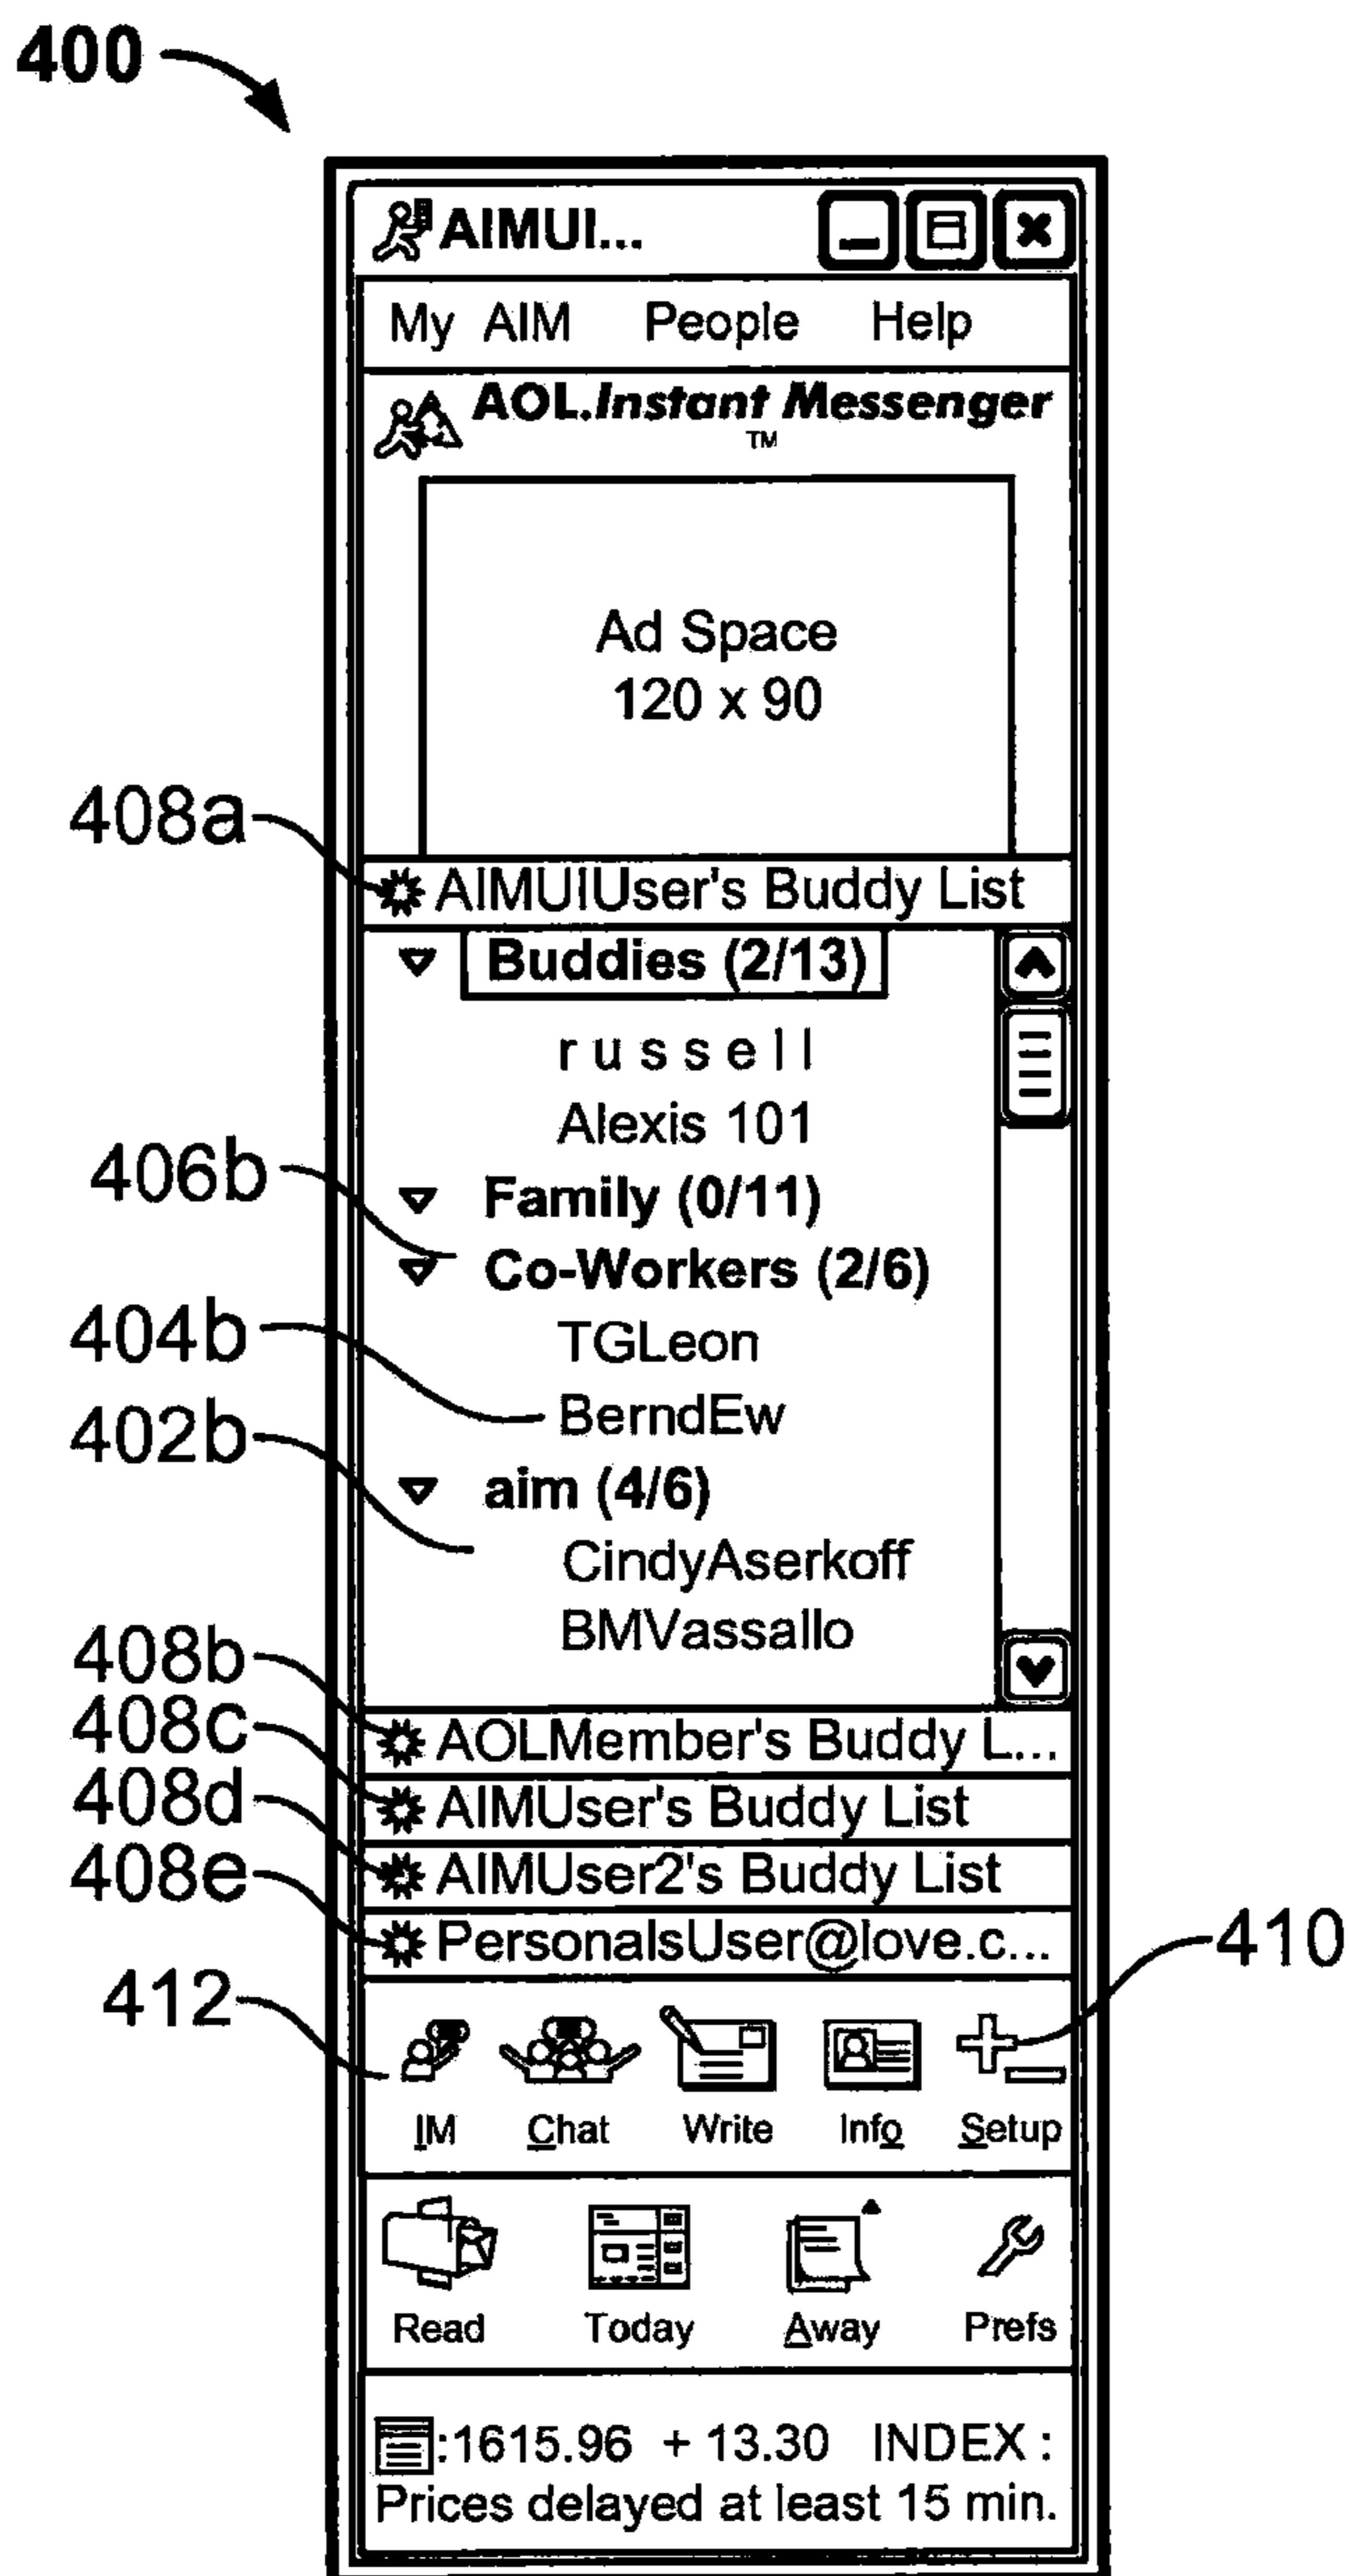 400
AIMUI...
My AIM People Help
AOL.Instant Messenger
TM
Ad Space
120 x 90
408a
AIMUIUser's Buddy List
Buddies (2/13)
r u s s e l l
Alexis 101
406b
Family (0/11)
Co-Workers (2/6)
404b
TGLeon
BerndEw
402b
aim (4/6)
CindyAserkoff
BMVassallo
408b
AOLMember's Buddy L...
408c
AIMUser's Buddy List
408d
AIMUser2's Buddy List
408e
PersonalsUser@love.c...
410
412
IM Chat Write Info Setup
Read Today Away Prefs
:1615.96 + 13.30 INDEX :
Prices delayed at least 15 min.